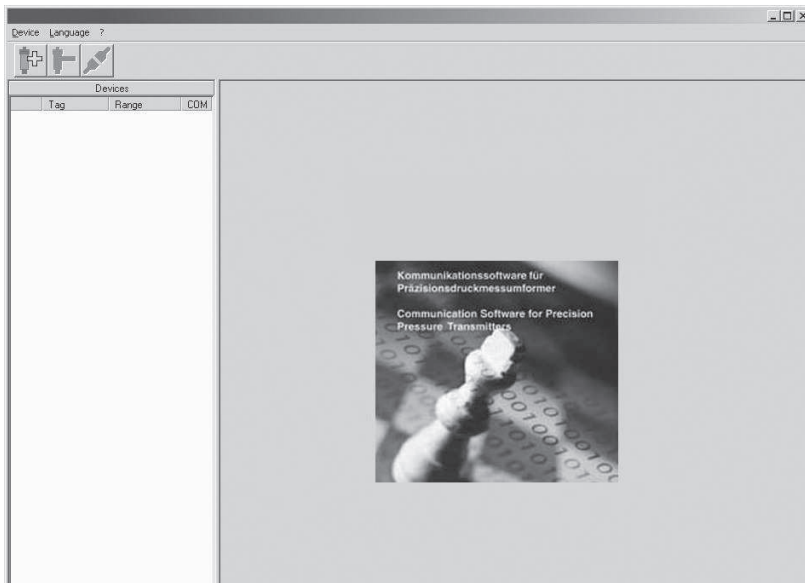 Device Language ?
Devices
Tag Range COM
Kommunikationssoftware für
Präzisionsdruckmessumformer
Communication Software for Precision
Pressure Transmitters